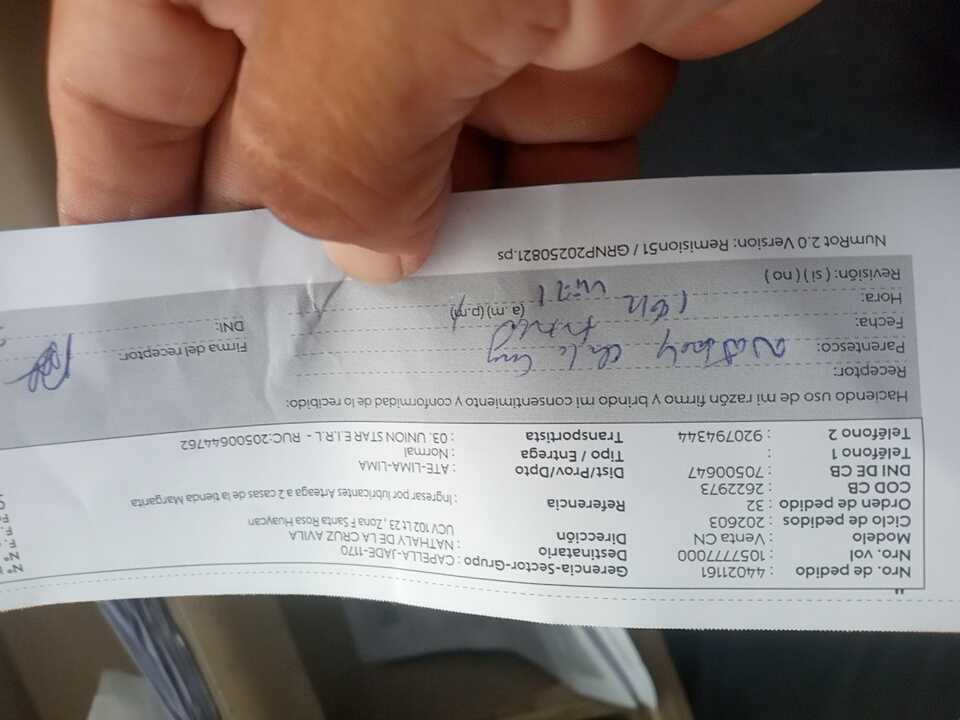 Nro. de pedido : 44021161
Nro. vol : 1057777000
Modelo : Venta CN
Ciclo de pedidos : 202603
Orden de pedido : 32
COD CB : 2622973
DNI DE CB : 70500647
Teléfono 1 :
Teléfono 2 : 920794344
Gerencia-Sector-Grupo : CAPELLA-JADE-1170
Destinatario : NATHALY DE LA CRUZ AVILA
Dirección UCV 102 Lt 23 , Zona F Santa Rosa Huaycan
Referencia : Ingresar por lubricantes Arteaga a 2 casas de la tienda Margarita
Dist/Prov/Dpto : ATE-LIMA-LIMA
Tipo / Entrega : Normal
Transportista : 03. UNION STAR E.I.R.L - RUC:20500644762
Haciendo uso de mi razón firmo y brindo mi consentimiento y conformidad de lo recibido:
Receptor:
Parentesco:
Fecha:
Hora: (a.m) (p.m)
Revisión: ( si ) ( no )
Firma del receptor:
DNI:
NumRot 2.0 Version: Remision51 / GRNP20250821.ps